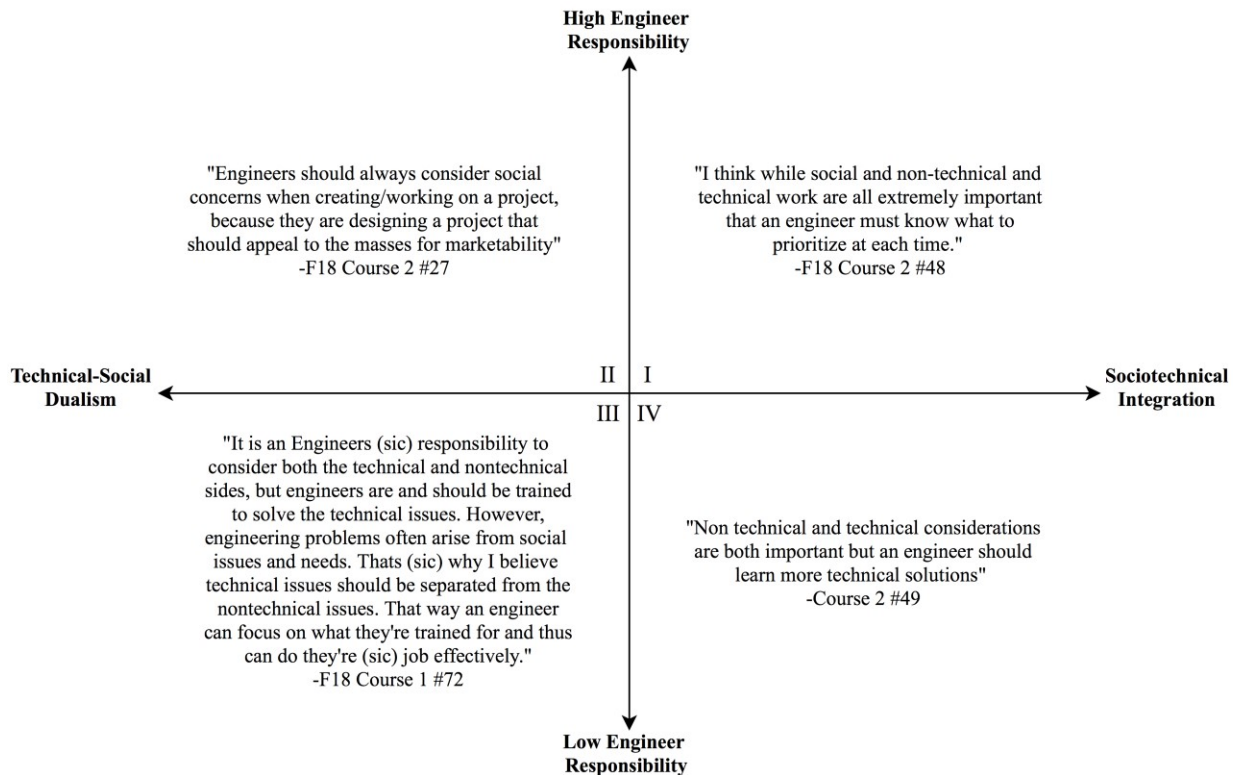 High Engineer
Responsibility
"Engineers should always consider social
concerns when creating/working on a project,
because they are designing a project that
should appeal to the masses for marketability"
-F18 Course 2 #27
"I think while social and non-technical and
technical work are all extremely important
that an engineer must know what to
prioritize at each time."
-F18 Course 2 #48
Technical-Social
Dualism
II I
III IV
Sociotechnical
Integration
"It is an Engineers (sic) responsibility to
consider both the technical and nontechnical
sides, but engineers are and should be trained
to solve the technical issues. However,
engineering problems often arise from social
issues and needs. Thats (sic) why I believe
technical issues should be separated from the
nontechnical issues. That way an engineer
can focus on what they're trained for and thus
can do they're (sic) job effectively."
-F18 Course 1 #72
"Non technical and technical considerations
are both important but an engineer should
learn more technical solutions"
-Course 2 #49
Low Engineer
Responsibility